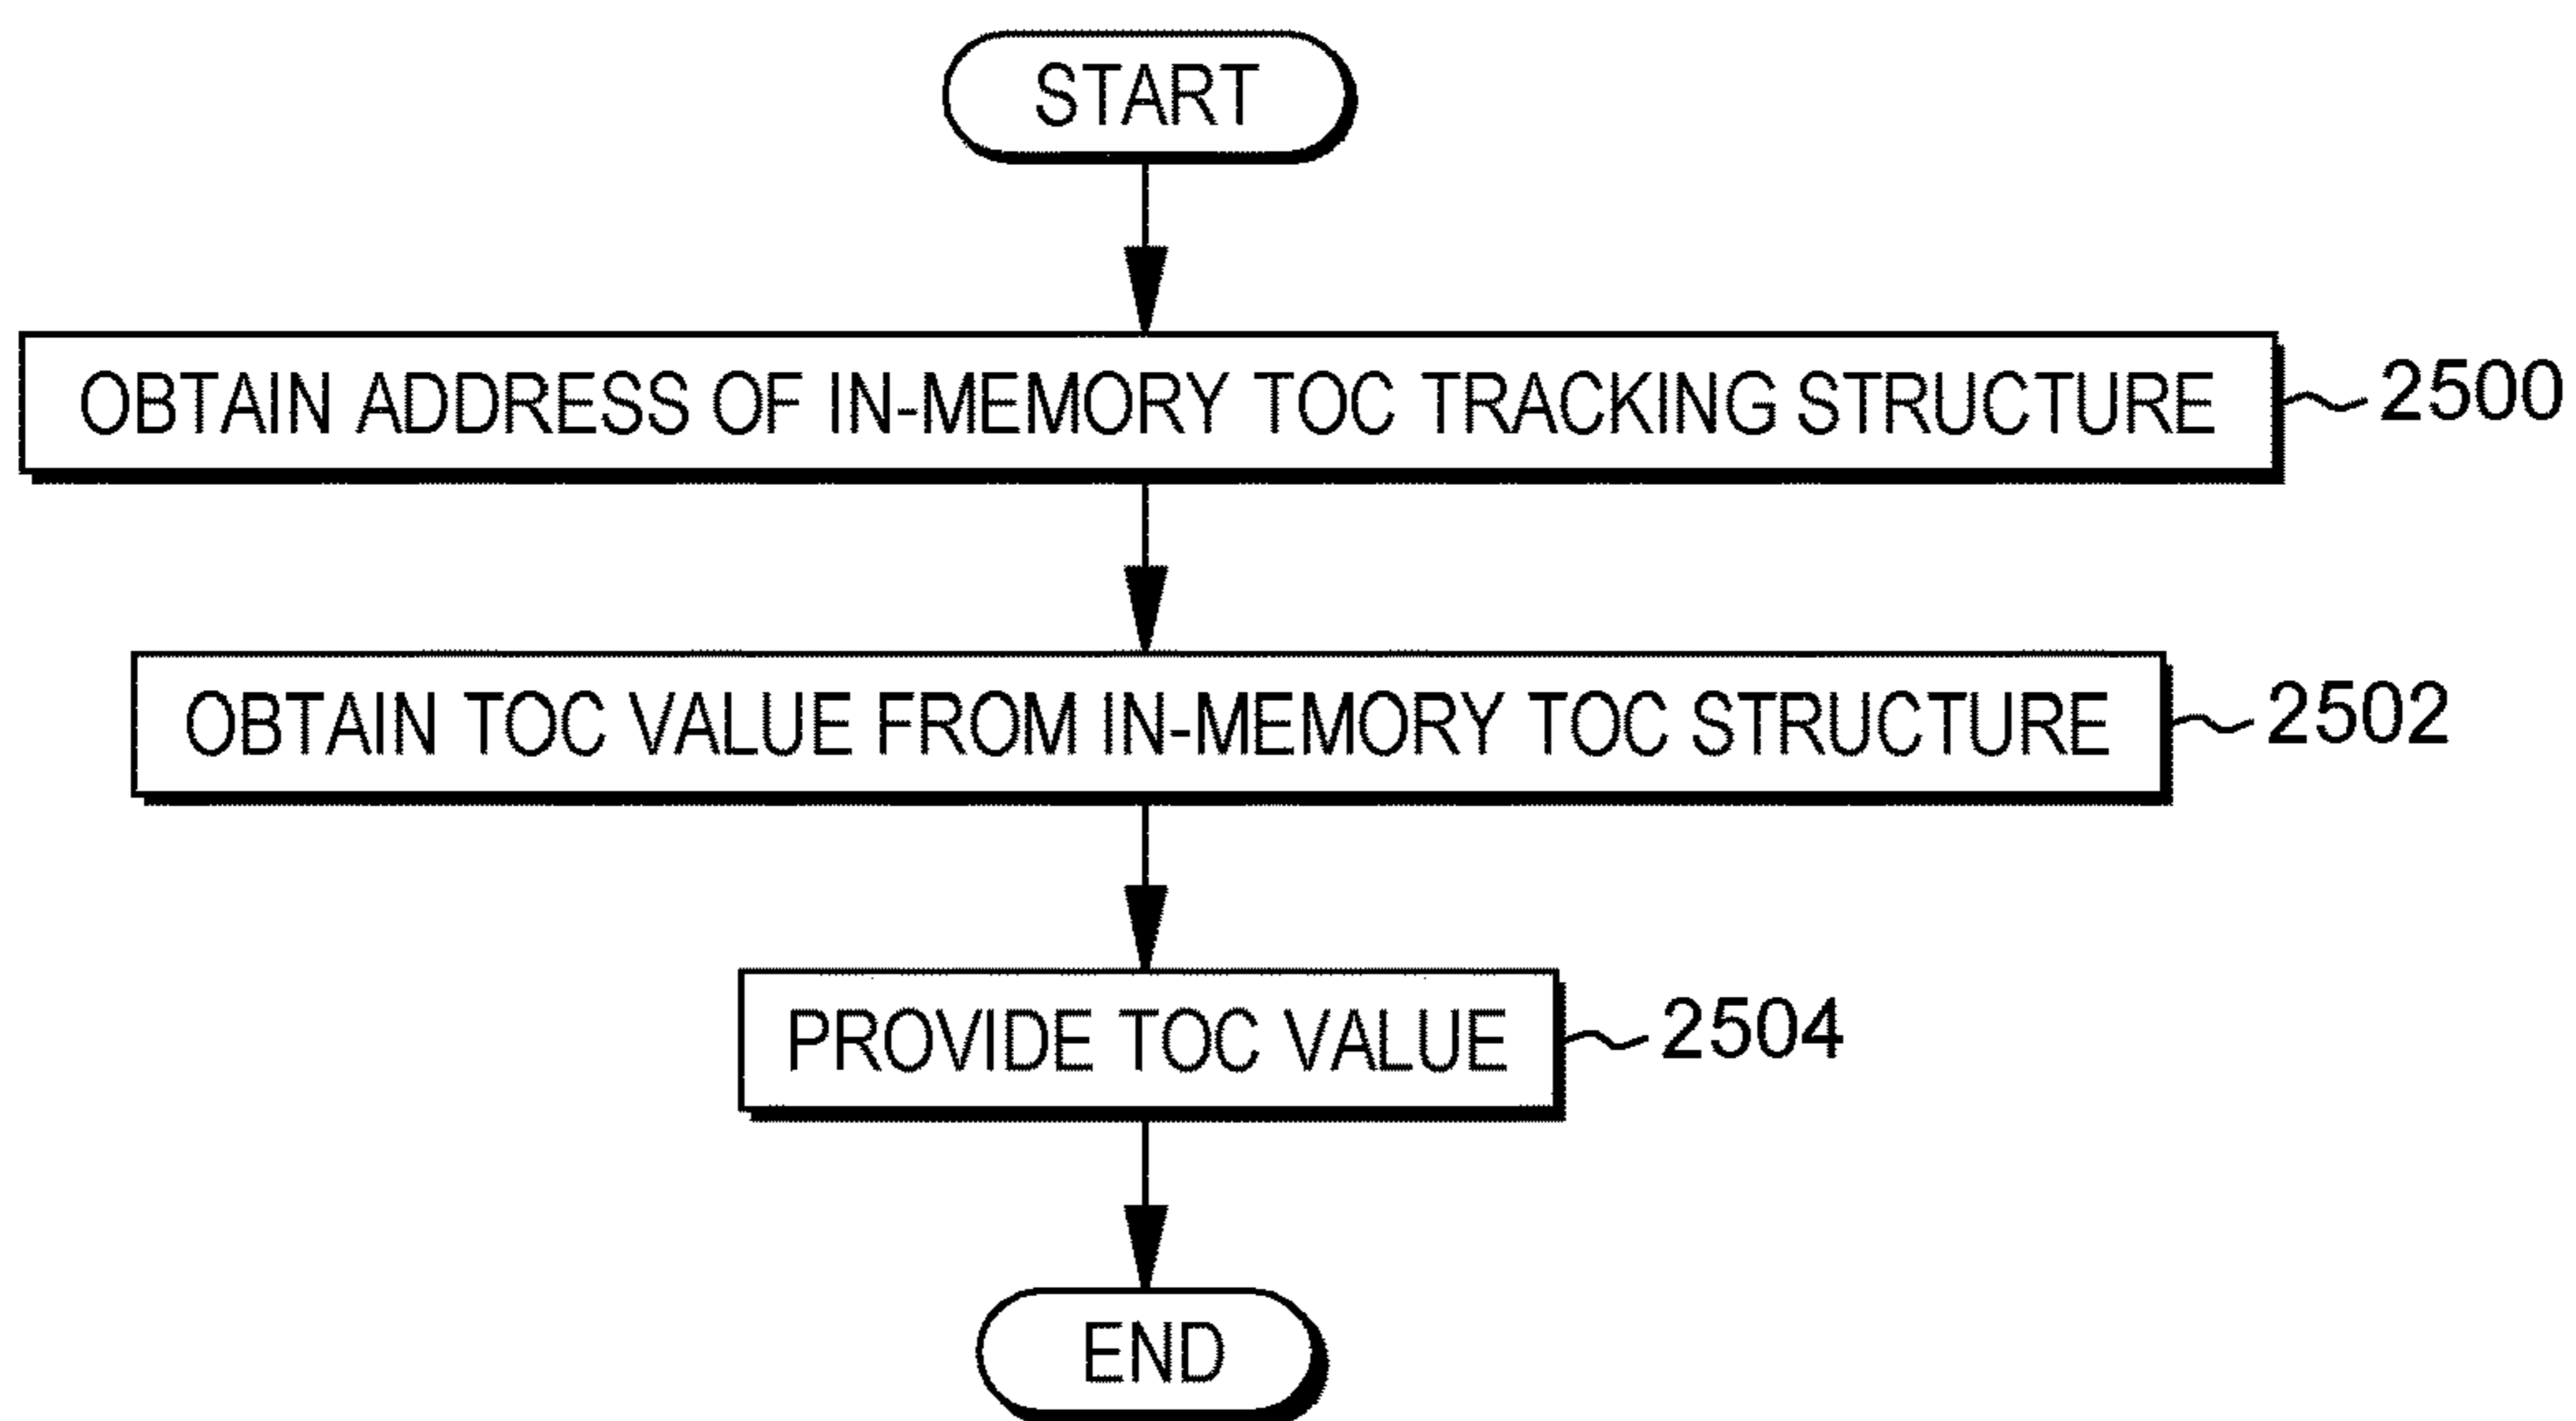 START
OBTAIN ADDRESS OF IN-MEMORY TOC TRACKING STRUCTURE 2500
OBTAIN TOC VALUE FROM IN-MEMORY TOC STRUCTURE 2502
PROVIDE TOC VALUE 2504
END